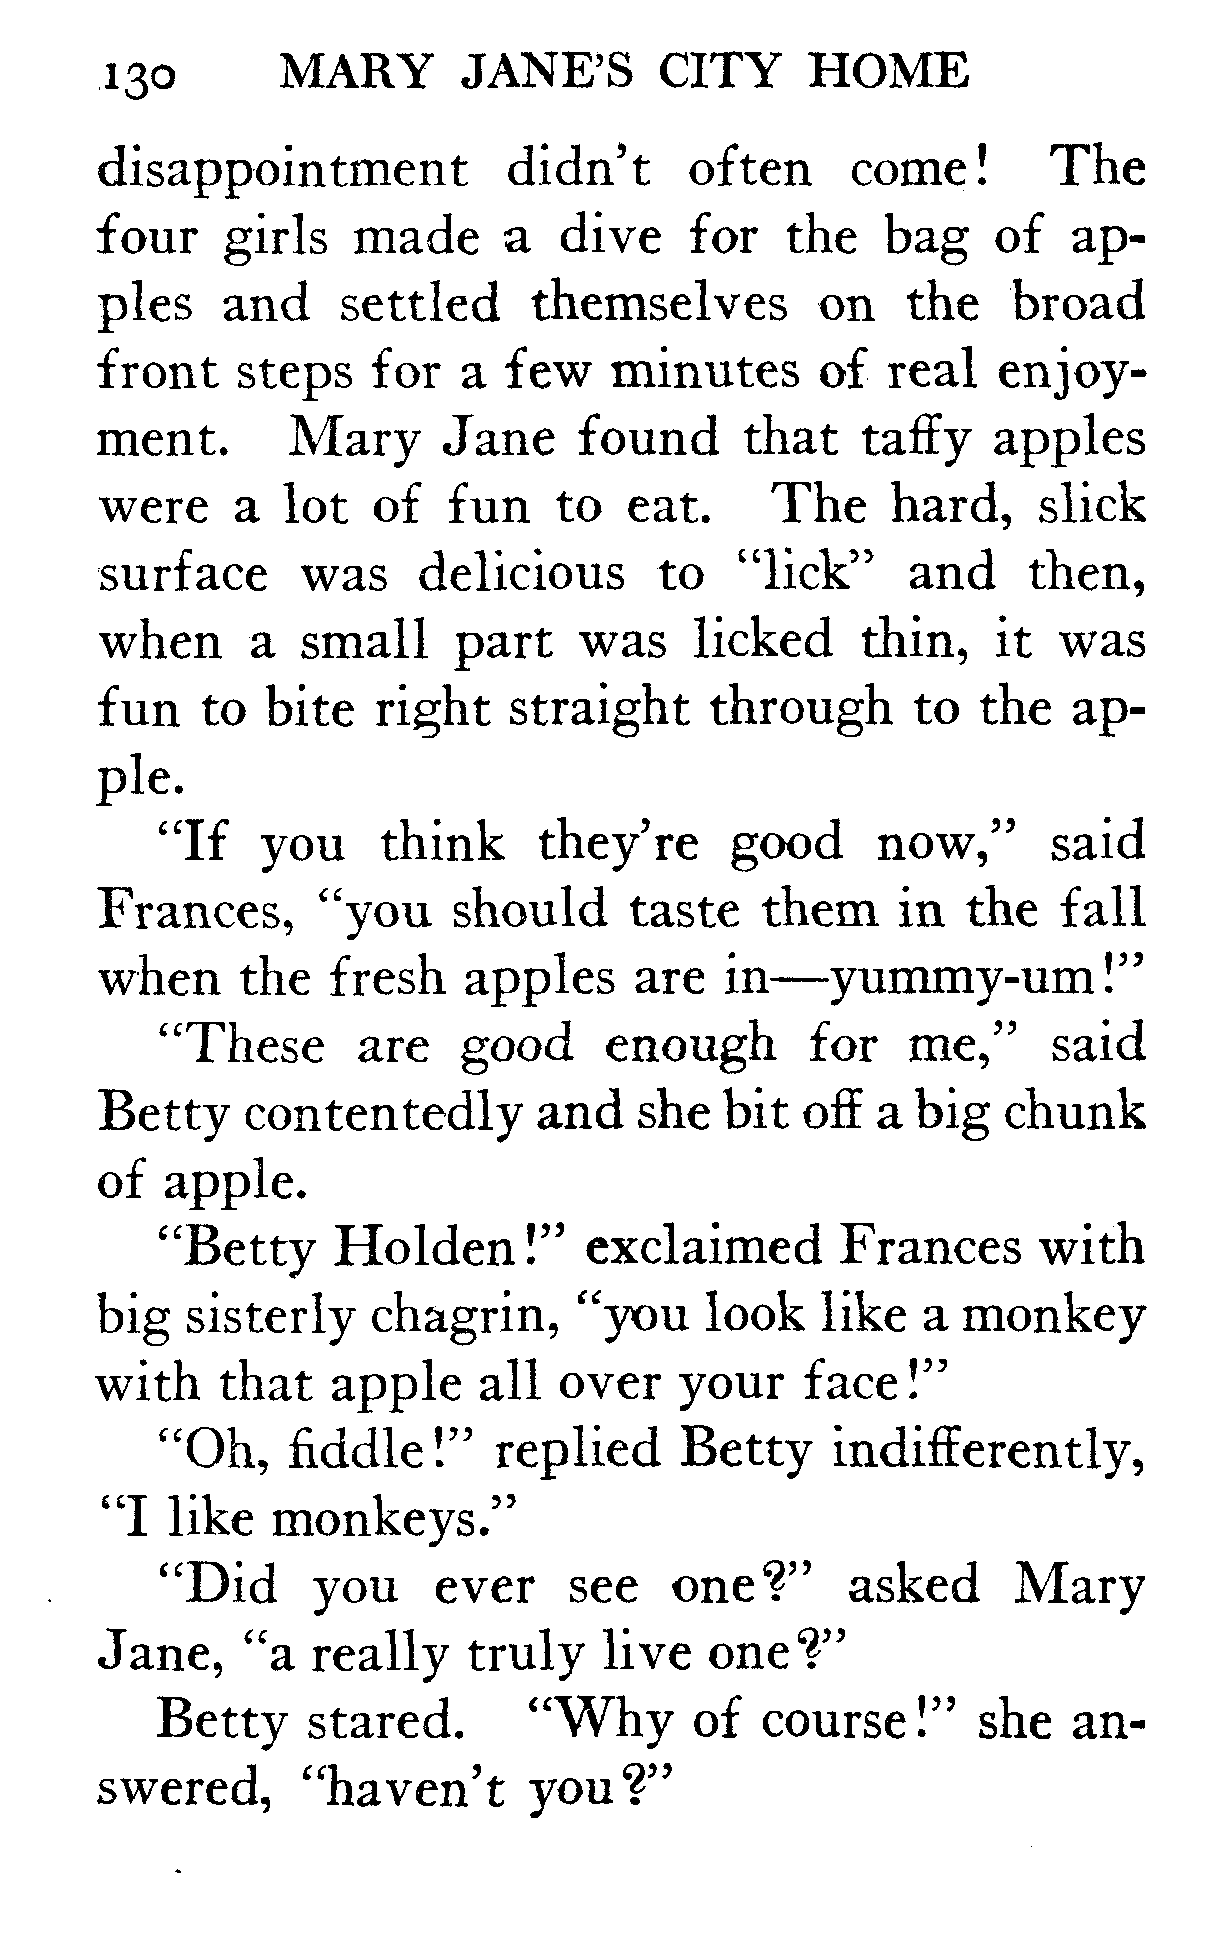 130 MARY JANE'S CITY HOME
disappointment didn't often come! The
four girls made a dive for the bag of ap-
ples and settled themselves on the broad
front steps for a few minutes of real enjoy-
ment. Mary Jane found that taffy apples
were a lot of fun to eat. The hard, slick
surface was delicious to "lick" and then,
when a small part was licked thin, it was
fun to bite right straight through to the ap-
ple.
"If you think they're good now," said
Frances, "you should taste them in the fall
when the fresh apples are in—yummy-um!"
"These are good enough for me," said
Betty contentedly and she bit off a big chunk
of apple.
"Betty Holden!" exclaimed Frances with
big sisterly chagrin, "you look like a monkey
with that apple all over your face!"
"Oh, fiddle!" replied Betty indifferently,
"I like monkeys."
"Did you ever see one?" asked Mary
Jane, "a really truly live one?"
Betty stared. "Why of course!" she an-
swered, "haven't you?"